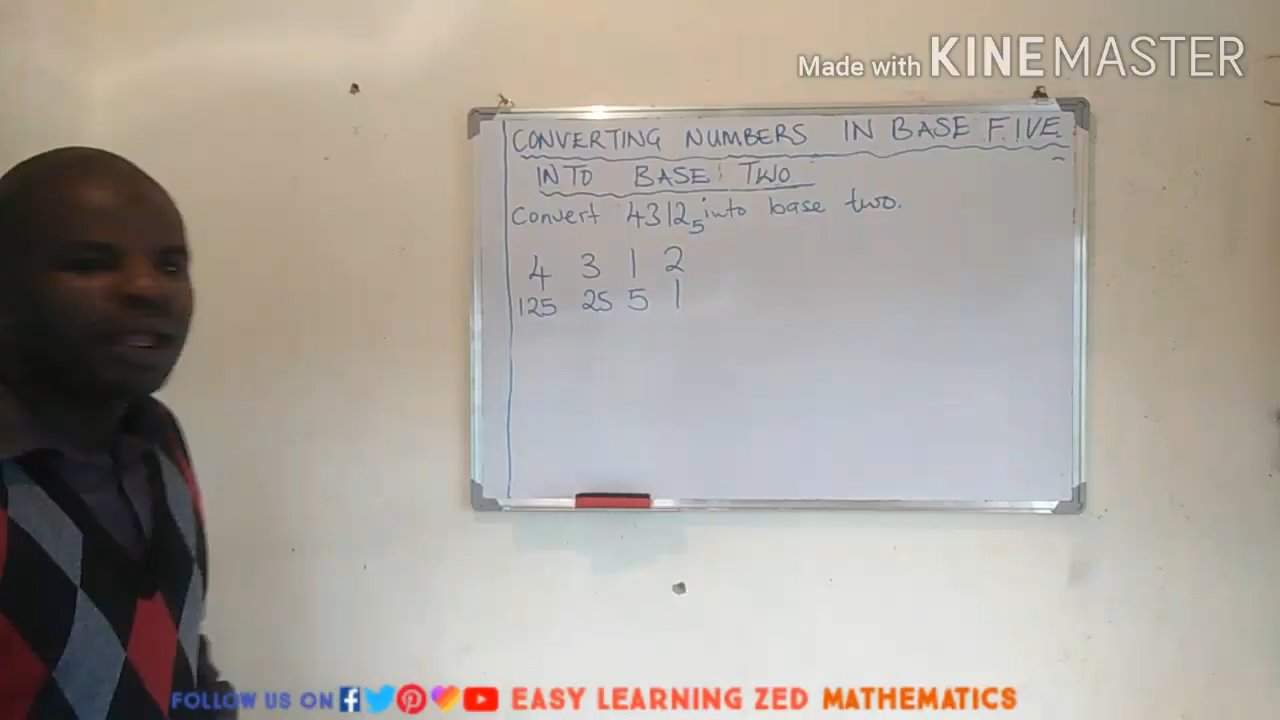 Made with KINEMASTER
CONVERTING NUMBERS IN BASE FIVE
INTO BASE TWO
Convert 4312₅ into base two.
4 3 1 2
125 25 5 1
FOLLOW US ON EASY LEARNING ZED MATHEMATICS